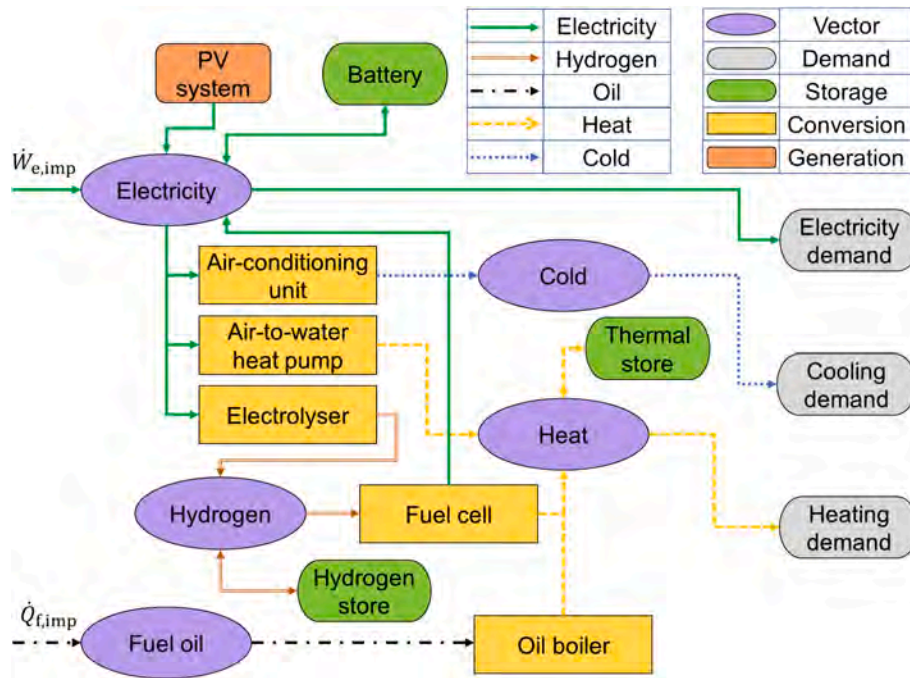 PV
system
Battery
Electricity
Hydrogen
Oil
Heat
Cold
Vector
Demand
Storage
Conversion
Generation
Ẇe,imp
Electricity
Electricity
demand
Air-conditioning
unit
Cold
Air-to-water
heat pump
Thermal
store
Cooling
demand
Electrolyser
Heat
Hydrogen
Fuel cell
Heating
demand
Hydrogen
store
Q̇f,imp
Fuel oil
Oil boiler